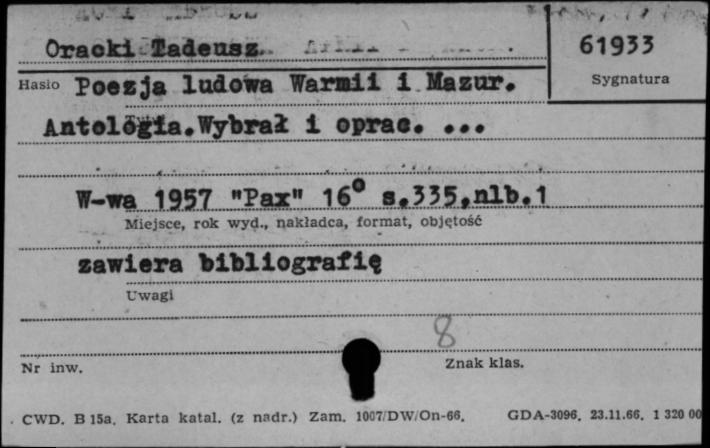 Oracki Tadeusz.
61933
Hasło Poezja ludowa Warmii i Mazur.
Sygnatura
Antologia. Wybrał i oprac. ...
W-wa 1957 "Pax" 16° s.335,nlb.1
Miejsce, rok wyd., nakładca, format, objętość
zawiera bibliografię
Uwagi
8
Nr inw.
Znak klas.
CWD. B 15a. Karta katal. (z nadr.) Zam. 1007/DW/On-66. GDA-3096. 23.11.66. 1 320 00